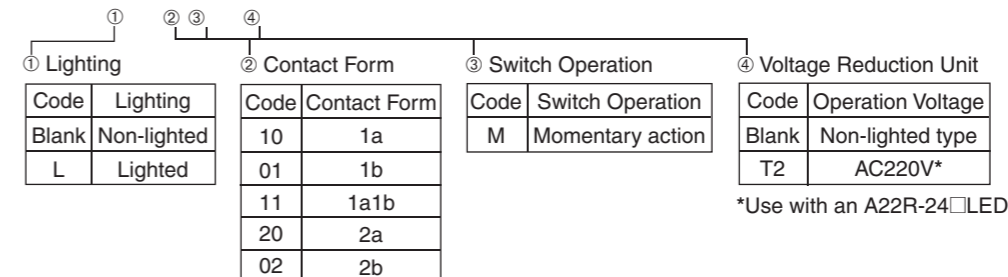 ① ② ③ ④
① Lighting
Code Lighting
Blank Non-lighted
L Lighted
② Contact Form
Code Contact Form
10 1a
01 1b
11 1a1b
20 2a
02 2b
③ Switch Operation
Code Switch Operation
M Momentary action
④ Voltage Reduction Unit
Code Operation Voltage
Blank Non-lighted type
T2 AC220V*
*Use with an A22R-24□LED